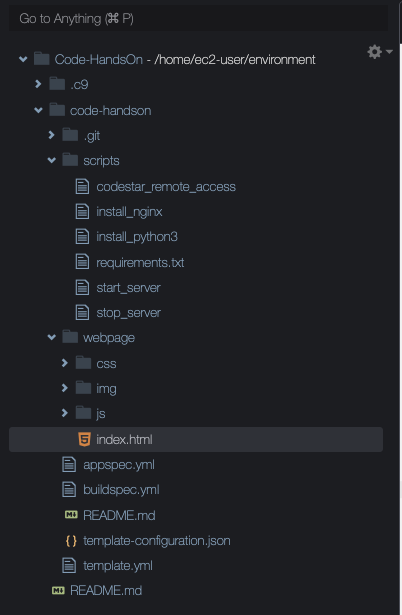 Go to Anything (⌘ P)
Code-HandsOn - /home/ec2-user/environment
.c9
code-handson
.git
scripts
codestar_remote_access
install_nginx
install_python3
requirements.txt
start_server
stop_server
webpage
css
img
js
index.html
appspec.yml
buildspec.yml
README.md
template-configuration.json
template.yml
README.md